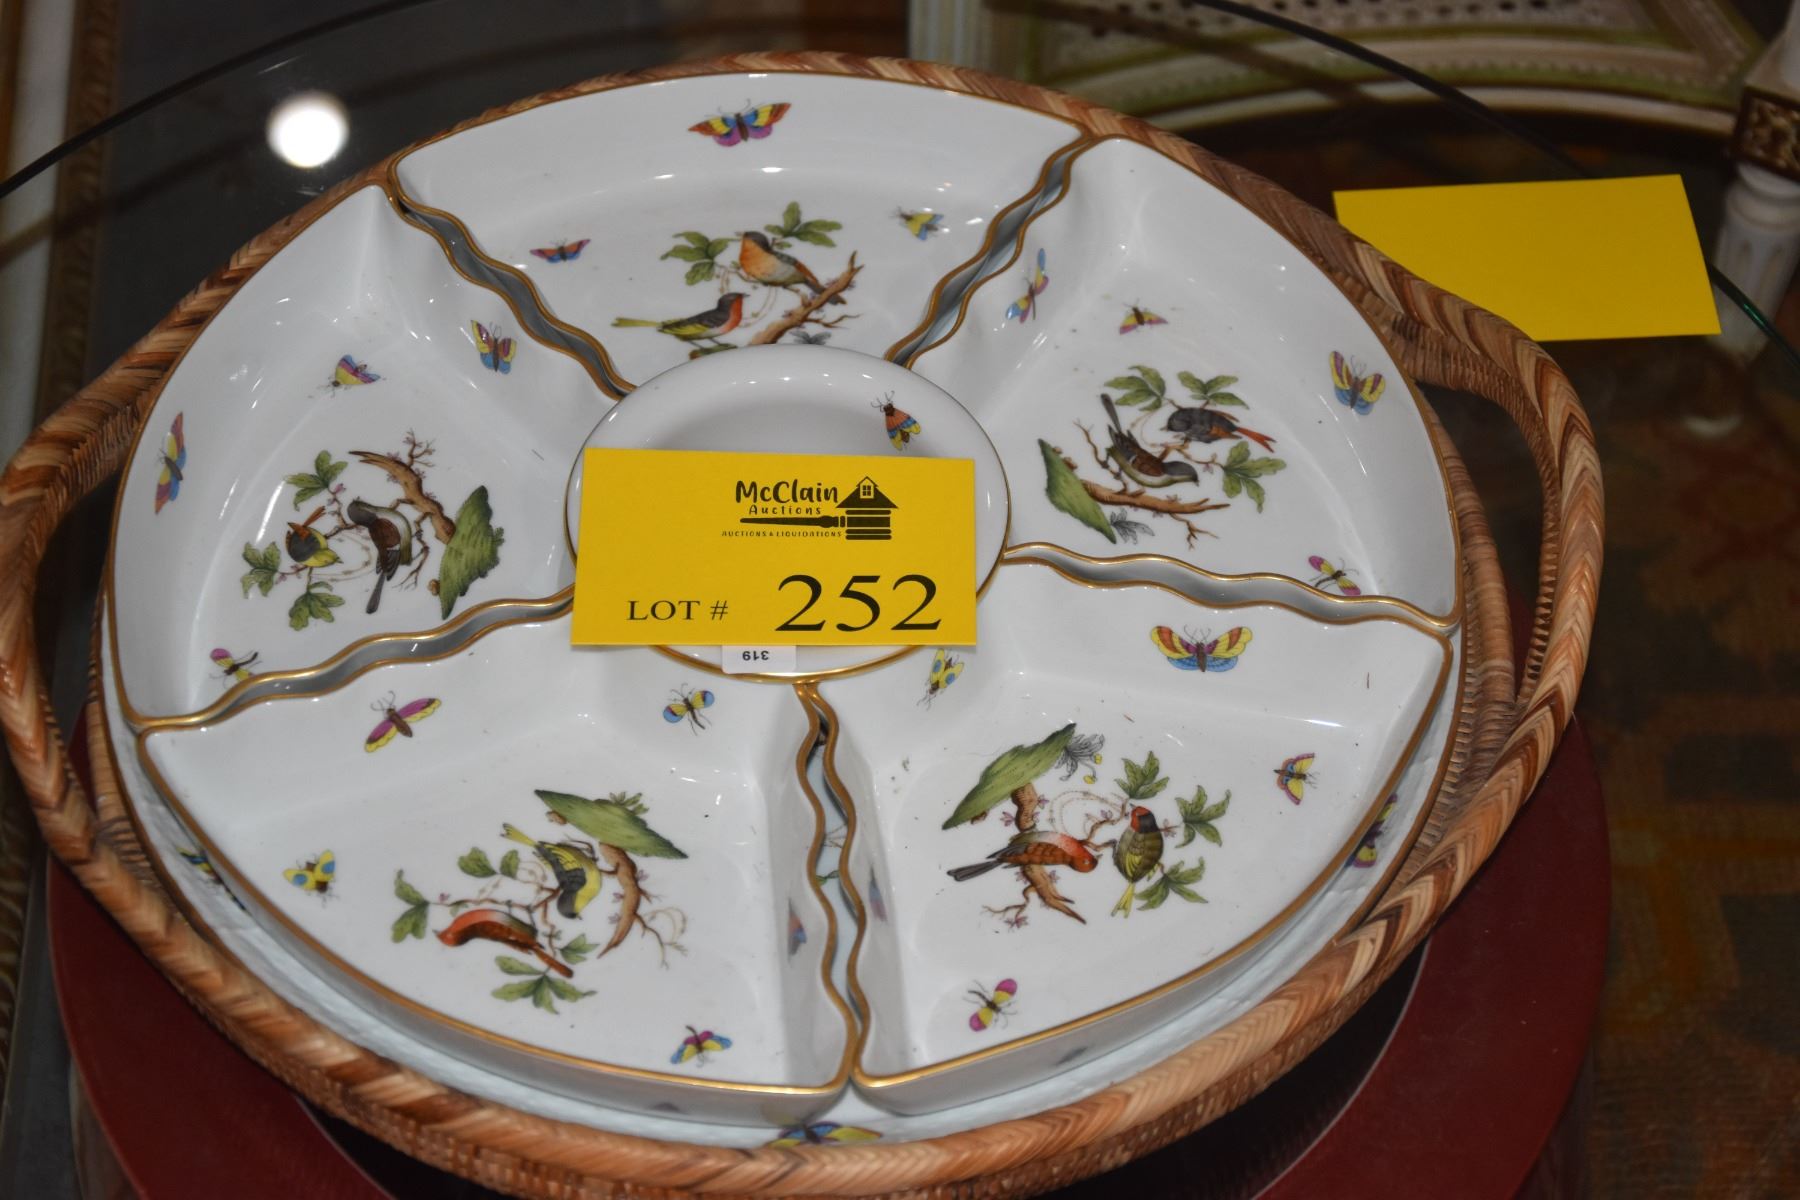 McClain
Auctions
AUCTIONS & LIQUIDATIONS
LOT # 252
319